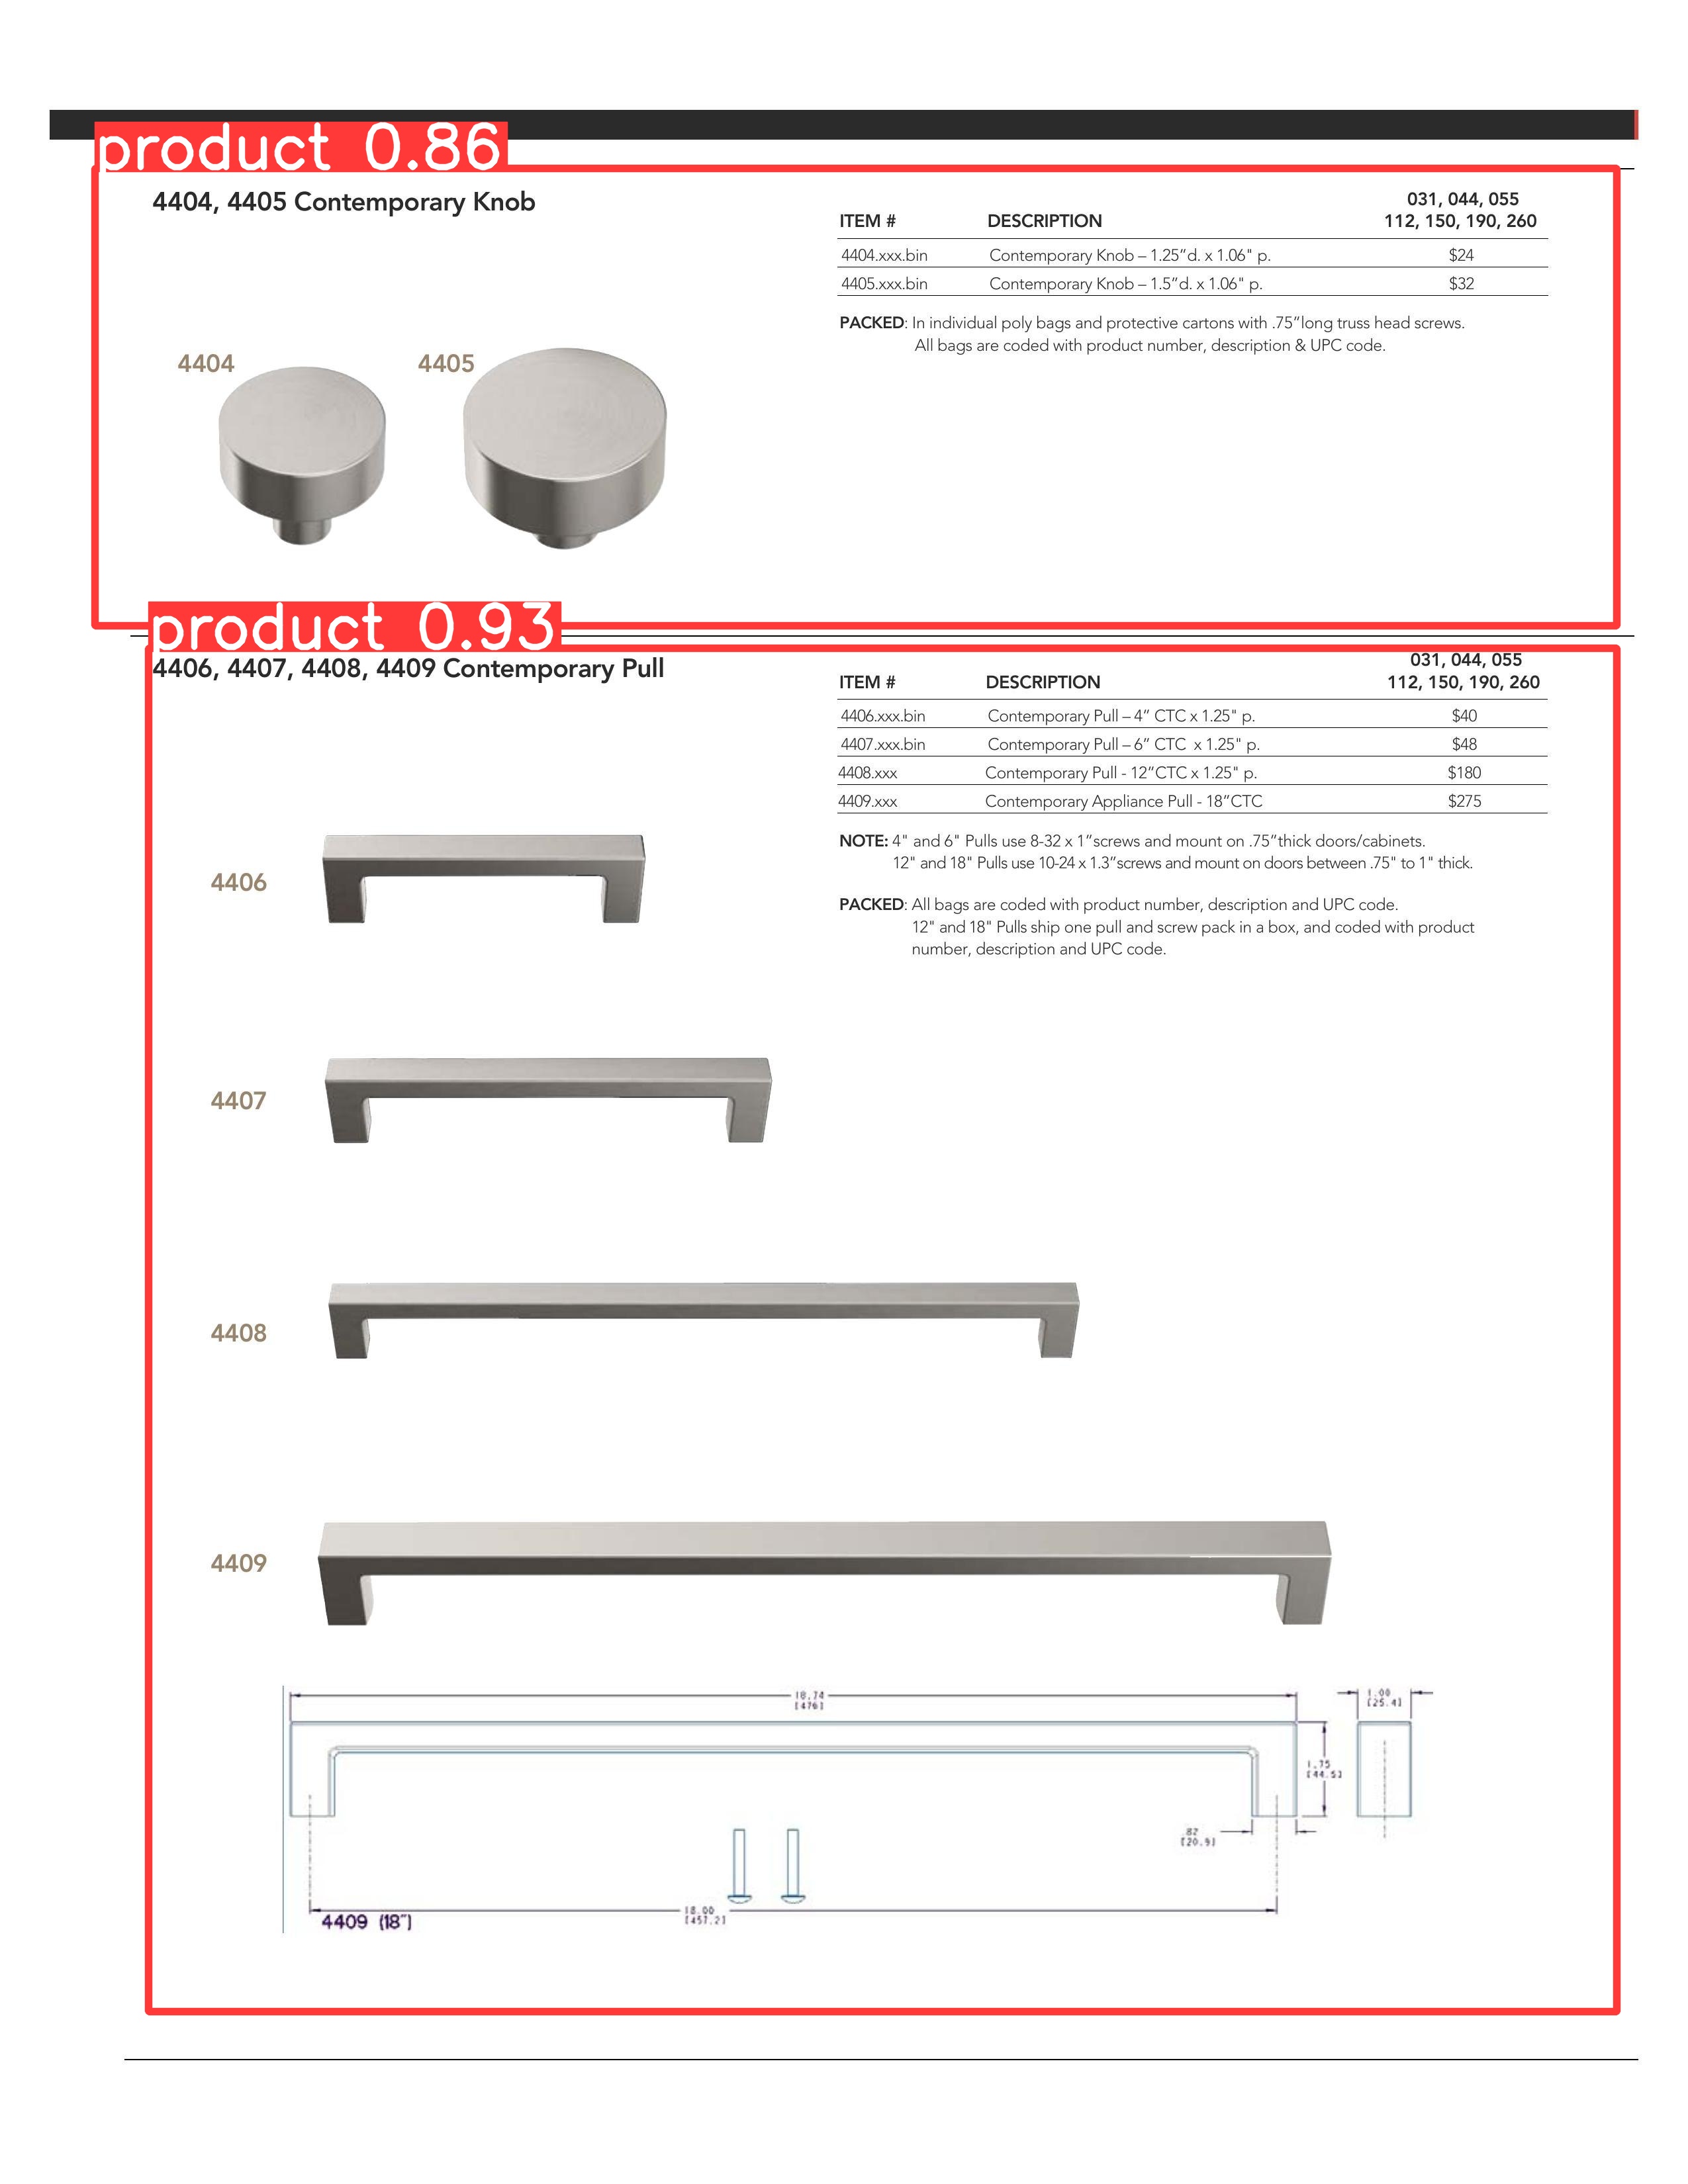 product 0.86
4404, 4405 Contemporary Knob
031, 044, 055
ITEM # DESCRIPTION 112, 150, 190, 260
4404.xxx.bin Contemporary Knob – 1.25”d. x 1.06" p. $24
4405.xxx.bin Contemporary Knob – 1.5”d. x 1.06" p. $32
PACKED: In individual poly bags and protective cartons with .75”long truss head screws.
All bags are coded with product number, description & UPC code.
4404 4405
product 0.93
4406, 4407, 4408, 4409 Contemporary Pull
031, 044, 055
ITEM # DESCRIPTION 112, 150, 190, 260
4406.xxx.bin Contemporary Pull – 4” CTC x 1.25" p. $40
4407.xxx.bin Contemporary Pull – 6” CTC x 1.25" p. $48
4408.xxx Contemporary Pull - 12”CTC x 1.25" p. $180
4409.xxx Contemporary Appliance Pull - 18”CTC $275
NOTE: 4" and 6" Pulls use 8-32 x 1”screws and mount on .75”thick doors/cabinets.
12" and 18" Pulls use 10-24 x 1.3”screws and mount on doors between .75" to 1" thick.
PACKED: All bags are coded with product number, description and UPC code.
12" and 18" Pulls ship one pull and screw pack in a box, and coded with product
number, description and UPC code.
4406
4407
4408
4409
18.74
[476]
1.00
[25.4]
1.75
[44.5]
.82
[20.9]
18.00
[457.2]
4409 (18")